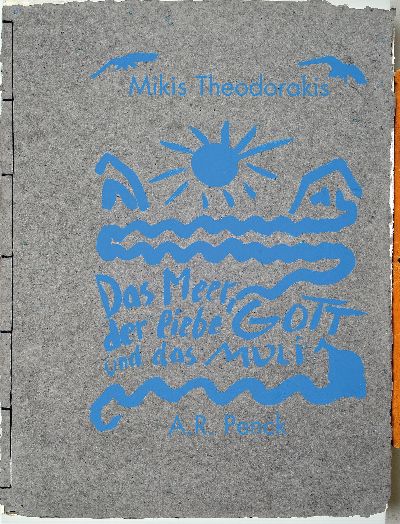 Mikis Theodorakis
Das Meer,
der liebe GOTT
und das MULI
A.R. Penck